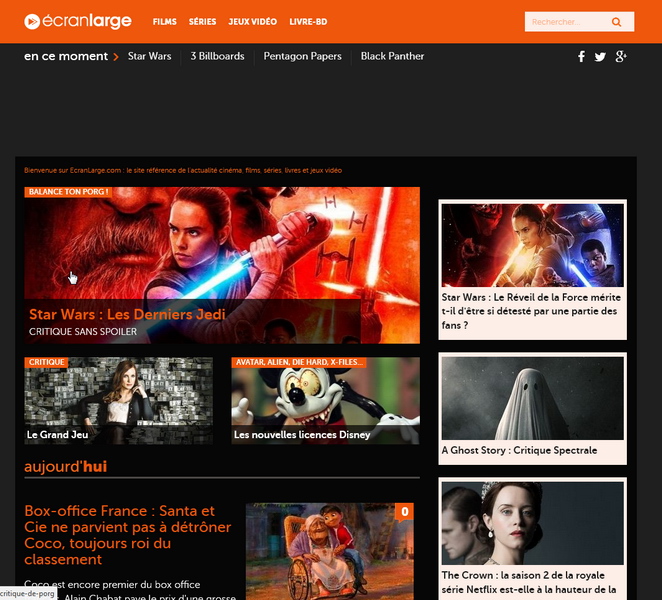 écranlarge
FILMS SÉRIES JEUX VIDÉO LIVRE-BD
Rechercher...
en ce moment > Star Wars 3 Billboards Pentagon Papers Black Panther
Bienvenue sur EcranLarge.com : le site référence de l'actualité cinéma, films, séries, livres et jeux vidéo
BALANCE TON PORG !
Star Wars : Les Derniers Jedi
CRITIQUE SANS SPOILER
CRITIQUE
Le Grand Jeu
AVATAR, ALIEN, DIE HARD, X-FILES...
Les nouvelles licences Disney
aujourd'hui
Box-office France : Santa et
Cie ne parvient pas à détrôner
Coco, toujours roi du
classement
0
Coco est encore premier du box office
Alain Chabat paye le prix d'une grosse
Star Wars : Le Réveil de la Force mérite
t-il d'être si détesté par une partie des
fans ?
A Ghost Story : Critique Spectrale
The Crown : la saison 2 de la royale
série Netflix est-elle à la hauteur de la
critique-de-porg